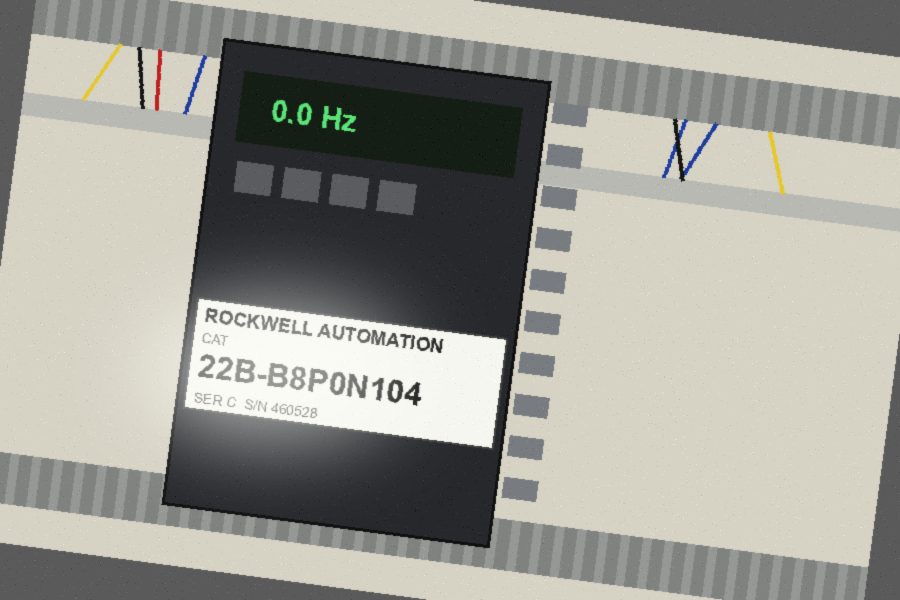 0.0 Hz
ROCKWELL AUTOMATION
CAT
22B-B8P0N104
SER C S/N 460528